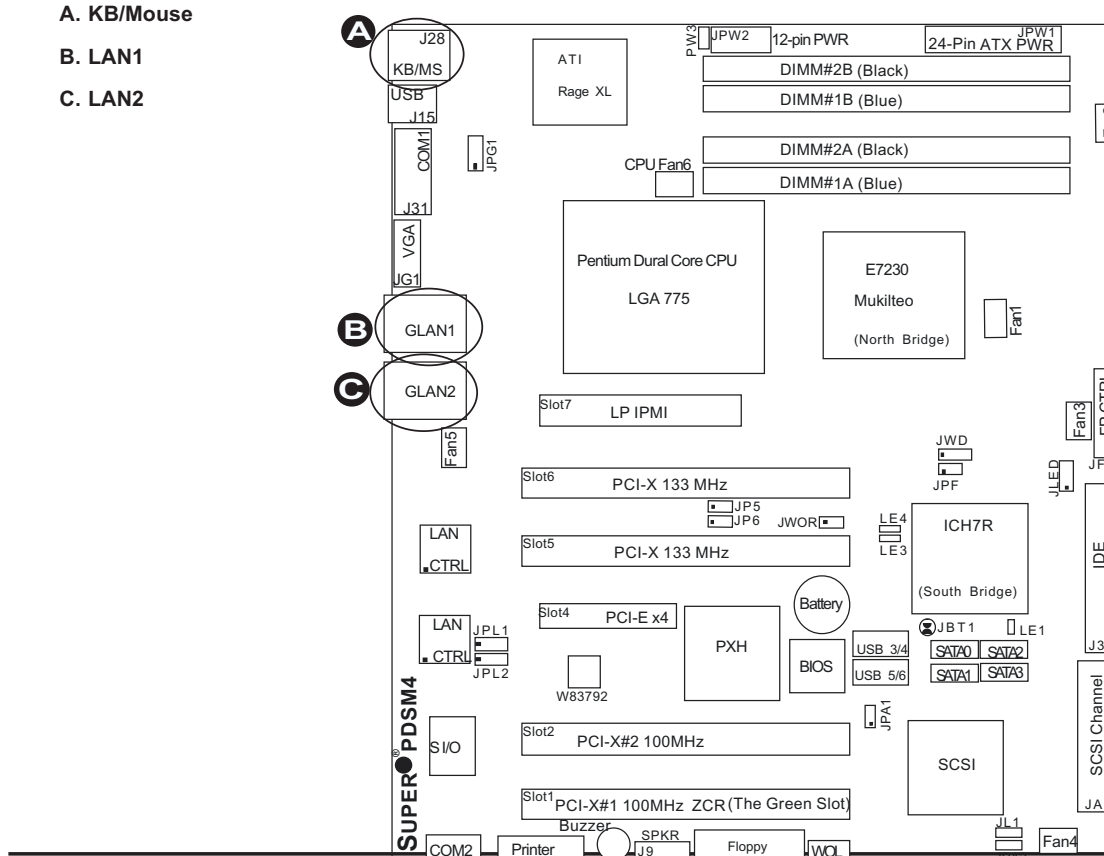 A. KB/Mouse
B. LAN1
C. LAN2
A
J28
KB/MS
USB
J15
COM1
J31
JPG1
VGA
JG1
B
GLAN1
C
GLAN2
Fan5
ATI
Rage XL
PW3
JPW2
12-pin PWR
JPW1
24-Pin ATX PWR
DIMM#2B (Black)
DIMM#1B (Blue)
DIMM#2A (Black)
DIMM#1A (Blue)
CPU Fan6
Pentium Dural Core CPU
LGA 775
E7230
Mukilteo
(North Bridge)
Fan1
Slot7
LP IPMI
Fan3
FP CTRL
JF
JWD
JPF
JLED
Slot6
PCI-X 133 MHz
JP5
JP6
JWOR
LE4
LE3
ICH7R
(South Bridge)
IDE
J3
LAN
CTRL
Slot5
PCI-X 133 MHz
Battery
Slot4
PCI-E x4
PXH
BIOS
USB 3/4
USB 5/6
JBT1
LE1
SATA0
SATA2
SATA1
SATA3
LAN
CTRL
JPL1
JPL2
W83792
JPA1
SUPER® PDSM4
S I/O
Slot2
PCI-X#2 100MHz
SCSI
SCSI Channel
JA
Slot1
PCI-X#1 100MHz ZCR (The Green Slot)
Buzzer
COM2
Printer
SPKR
J9
Floppy
WOL
JL1
Fan4